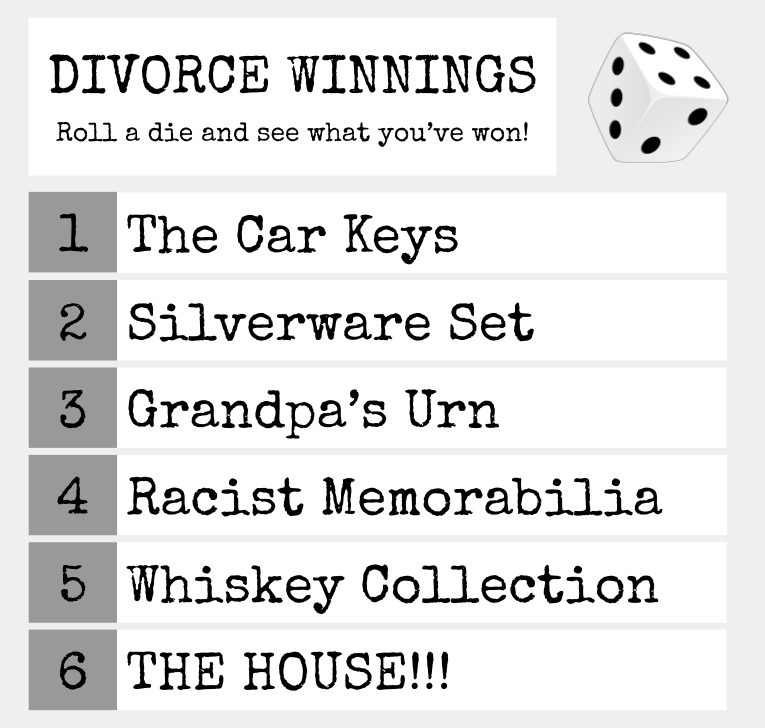 DIVORCE WINNINGS
Roll a die and see what you’ve won!
1 The Car Keys
2 Silverware Set
3 Grandpa’s Urn
4 Racist Memorabilia
5 Whiskey Collection
6 THE HOUSE!!!